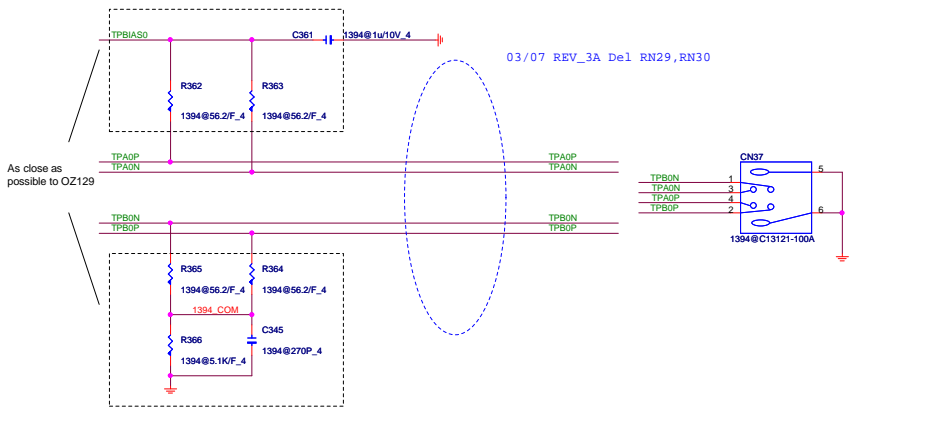 TPBIAS0
C361
1394@1u/10V_4
03/07 REV_3A Del RN29,RN30
R362
R363
1394@56.2/F_4
1394@56.2/F_4
As close as
possible to OZ129
TPA0P
TPA0N
TPA0P
TPA0N
CN37
TPB0N
TPA0N
TPA0P
TPB0P
1
3
4
2
5
6
1394@C13121-100A
TPB0N
TPB0P
TPB0N
TPB0P
R365
R364
1394@56.2/F_4
1394@56.2/F_4
1394_COM
R366
C345
1394@5.1K/F_4
1394@270P_4